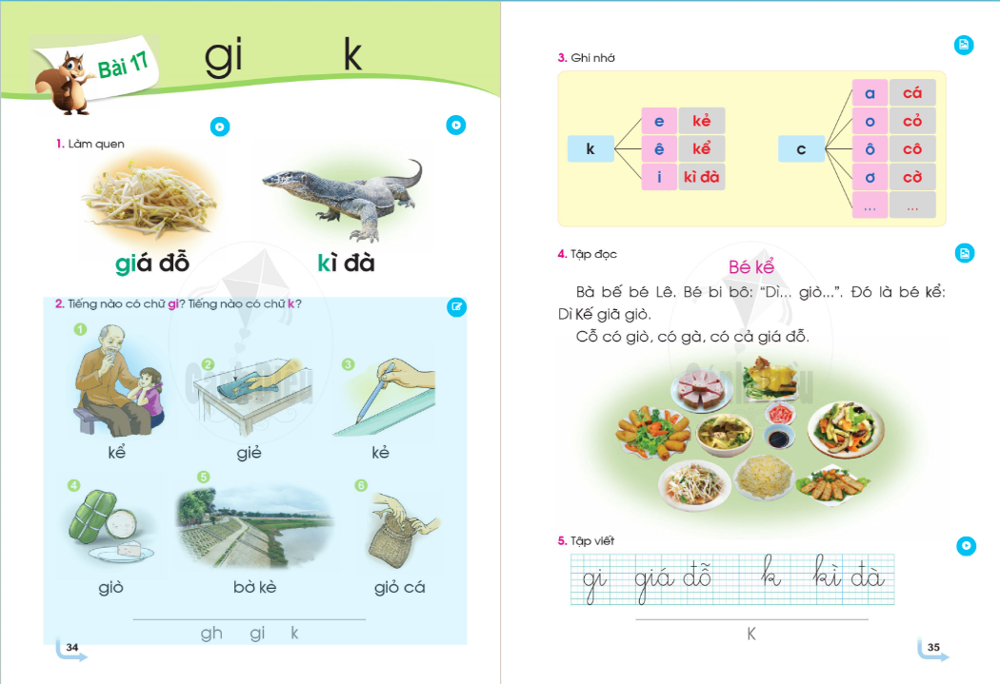 Bài 17
gi k
1. Làm quen
giá đỗ
kì đà
2. Tiếng nào có chữ gi? Tiếng nào có chữ k?
1
2
3
kể
giẻ
kẻ
4
5
6
giò
bờ kè
giỏ cá
gh gi k
34
3. Ghi nhớ
k
e kẻ
ê kể
i kì đà
c
a cá
o cỏ
ô cô
ơ cờ
... ...
4. Tập đọc
Bé kể
Bà bế bé Lê. Bé bi bô: “Dì... giò...”. Đó là bé kể:
Dì Kế giã giò.
Cỗ có giò, có gà, có cả giá đỗ.
Cánh Diều
5. Tập viết
gi giá đỗ k kì đà
K
35